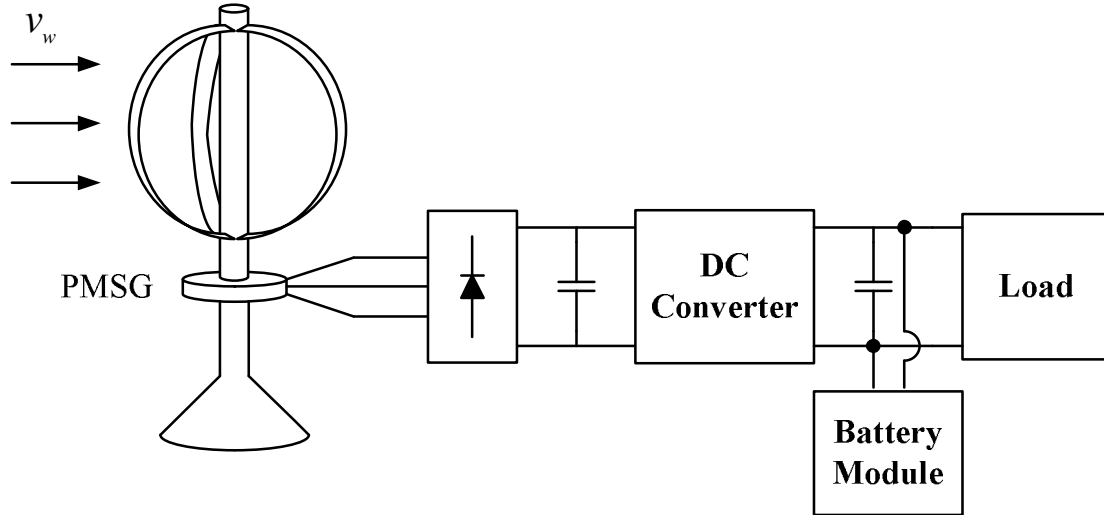 v_w
PMSG
DC
Converter
Load
Battery
Module